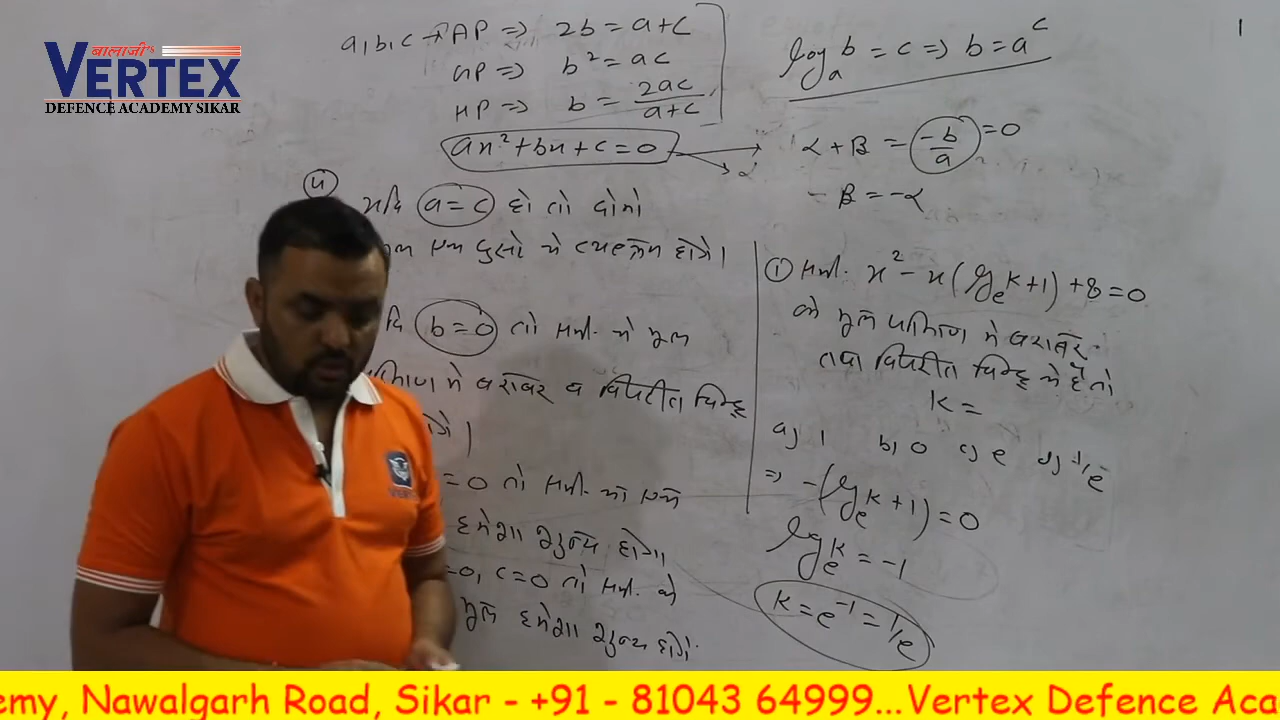 बालाजी's
VERTEX
DEFENCE ACADEMY SIKAR
a,b,c → AP ⇒ 2b = a+c
GP ⇒ b² = ac
HP ⇒ b = 2ac/a+c
ax²+bx+c=0
④
यदि a=c हो तो दोनो
मूल एक दुसरे के व्युत्क्रम होंगे।
b=0 तो समी. के मूल
परिमाण मे बराबर व विपरीत चिन्ह
होंगे।
=0 तो समी. का एक
हमेशा शून्य होगा
=0, c=0 तो समी. के
मूल हमेशा शून्य होंगे.
1
log_a b = c ⇒ b = a^c
α + β = -b/a = 0
α
- β = -α
① समी. x² - x(log_e k+1) + 8 = 0
के मूल परिमाण मे बराबर
तथा विपरीत चिन्ह के है तो
K =
a) 1 b) 0 c) e d) 1/e
⇒ -(log_e k + 1) = 0
log_e k = -1
K = e⁻¹ = 1/e
emy, Nawalgarh Road, Sikar - +91 - 81043 64999...Vertex Defence Aca